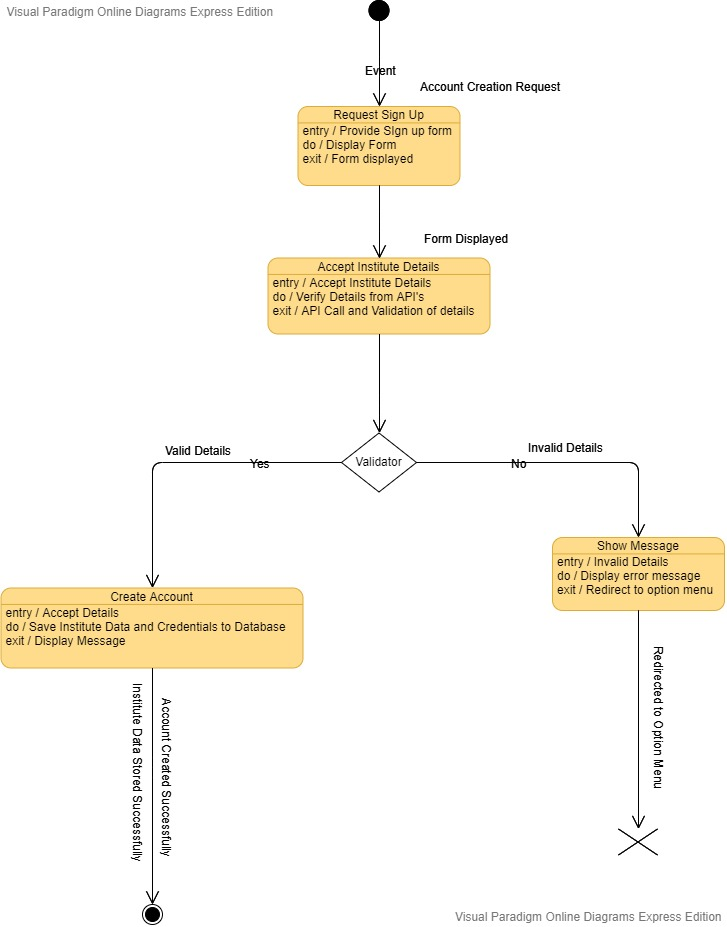 Visual Paradigm Online Diagrams Express Edition
Event
Account Creation Request
Request Sign Up
entry / Provide SIgn up form
do / Display Form
exit / Form displayed
Form Displayed
Accept Institute Details
entry / Accept Institute Details
do / Verify Details from API's
exit / API Call and Validation of details
Valid Details
Yes
Validator
Invalid Details
No
Show Message
entry / Invalid Details
do / Display error message
exit / Redirect to option menu
Create Account
entry / Accept Details
do / Save Institute Data and Credentials to Database
exit / Display Message
Account Created Successfully
Institute Data Stored Successfully
Redirected to Option Menu
Visual Paradigm Online Diagrams Express Edition